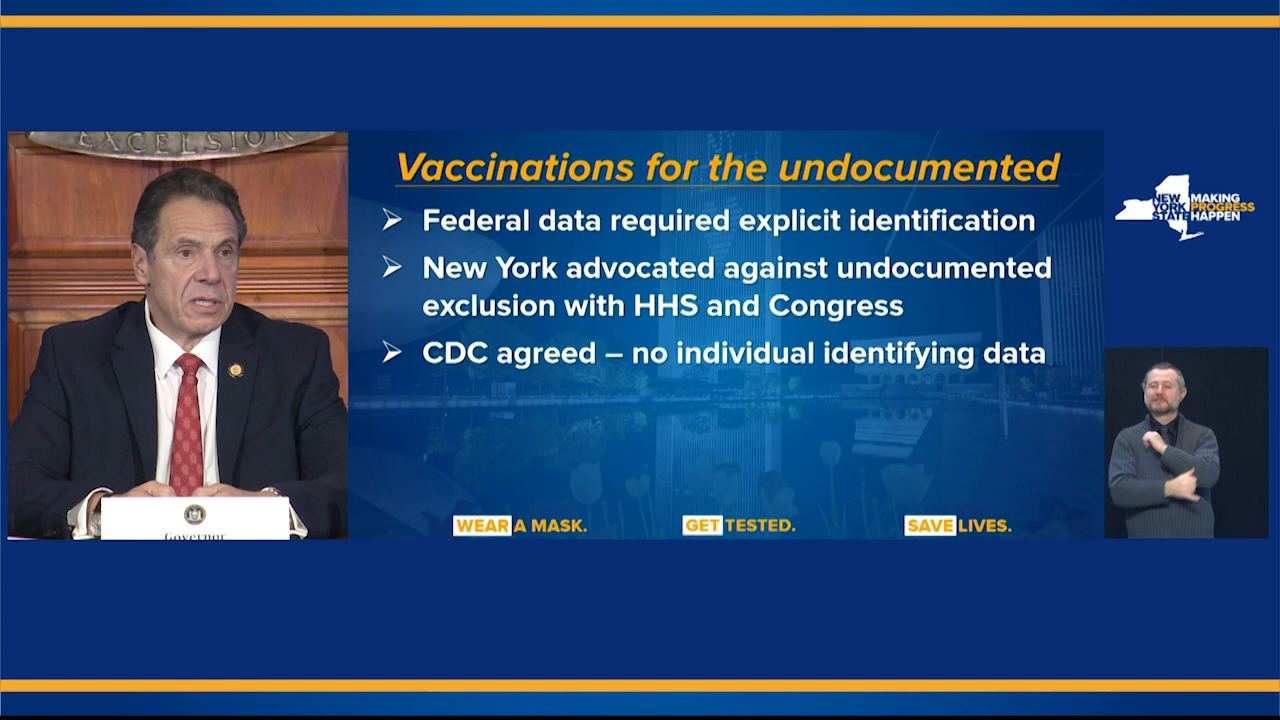 EXCELSIOR
Governor
Vaccinations for the undocumented
Federal data required explicit identification
New York advocated against undocumented
exclusion with HHS and Congress
CDC agreed – no individual identifying data
WEAR A MASK.
GET TESTED.
SAVE LIVES.
NEW
YORK
STATE
MAKING
PROGRESS
HAPPEN